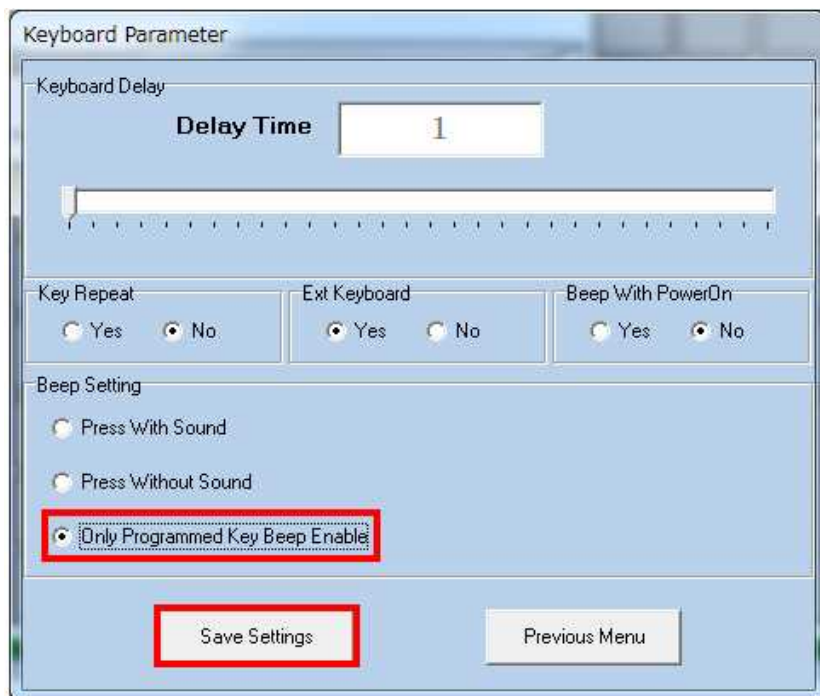 Keyboard Parameter
Keyboard Delay
Delay Time 1
Key Repeat Ext Keyboard Beep With PowerOn
Yes No Yes No Yes No
Beep Setting
Press With Sound
Press Without Sound
Only Programmed Key Beep Enable
Save Settings Previous Menu